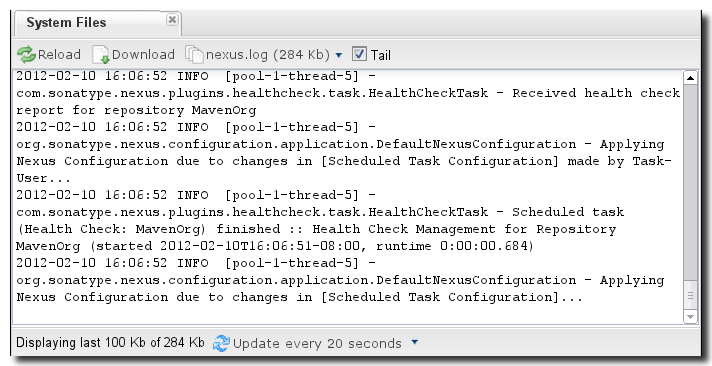 System Files
Reload Download nexus.log (284 Kb) Tail
2012-02-10 16:06:52 INFO  [pool-1-thread-5] -
com.sonatype.nexus.plugins.healthcheck.task.HealthCheckTask - Received health check
report for repository MavenOrg
2012-02-10 16:06:52 INFO  [pool-1-thread-5] -
org.sonatype.nexus.configuration.application.DefaultNexusConfiguration - Applying
Nexus Configuration due to changes in [Scheduled Task Configuration] made by Task-
User...
2012-02-10 16:06:52 INFO  [pool-1-thread-5] -
com.sonatype.nexus.plugins.healthcheck.task.HealthCheckTask - Scheduled task
(Health Check: MavenOrg) finished :: Health Check Management for Repository
MavenOrg (started 2012-02-10T16:06:51-08:00, runtime 0:00:00.684)
2012-02-10 16:06:52 INFO  [pool-1-thread-5] -
org.sonatype.nexus.configuration.application.DefaultNexusConfiguration - Applying
Nexus Configuration due to changes in [Scheduled Task Configuration]...
Displaying last 100 Kb of 284 Kb Update every 20 seconds